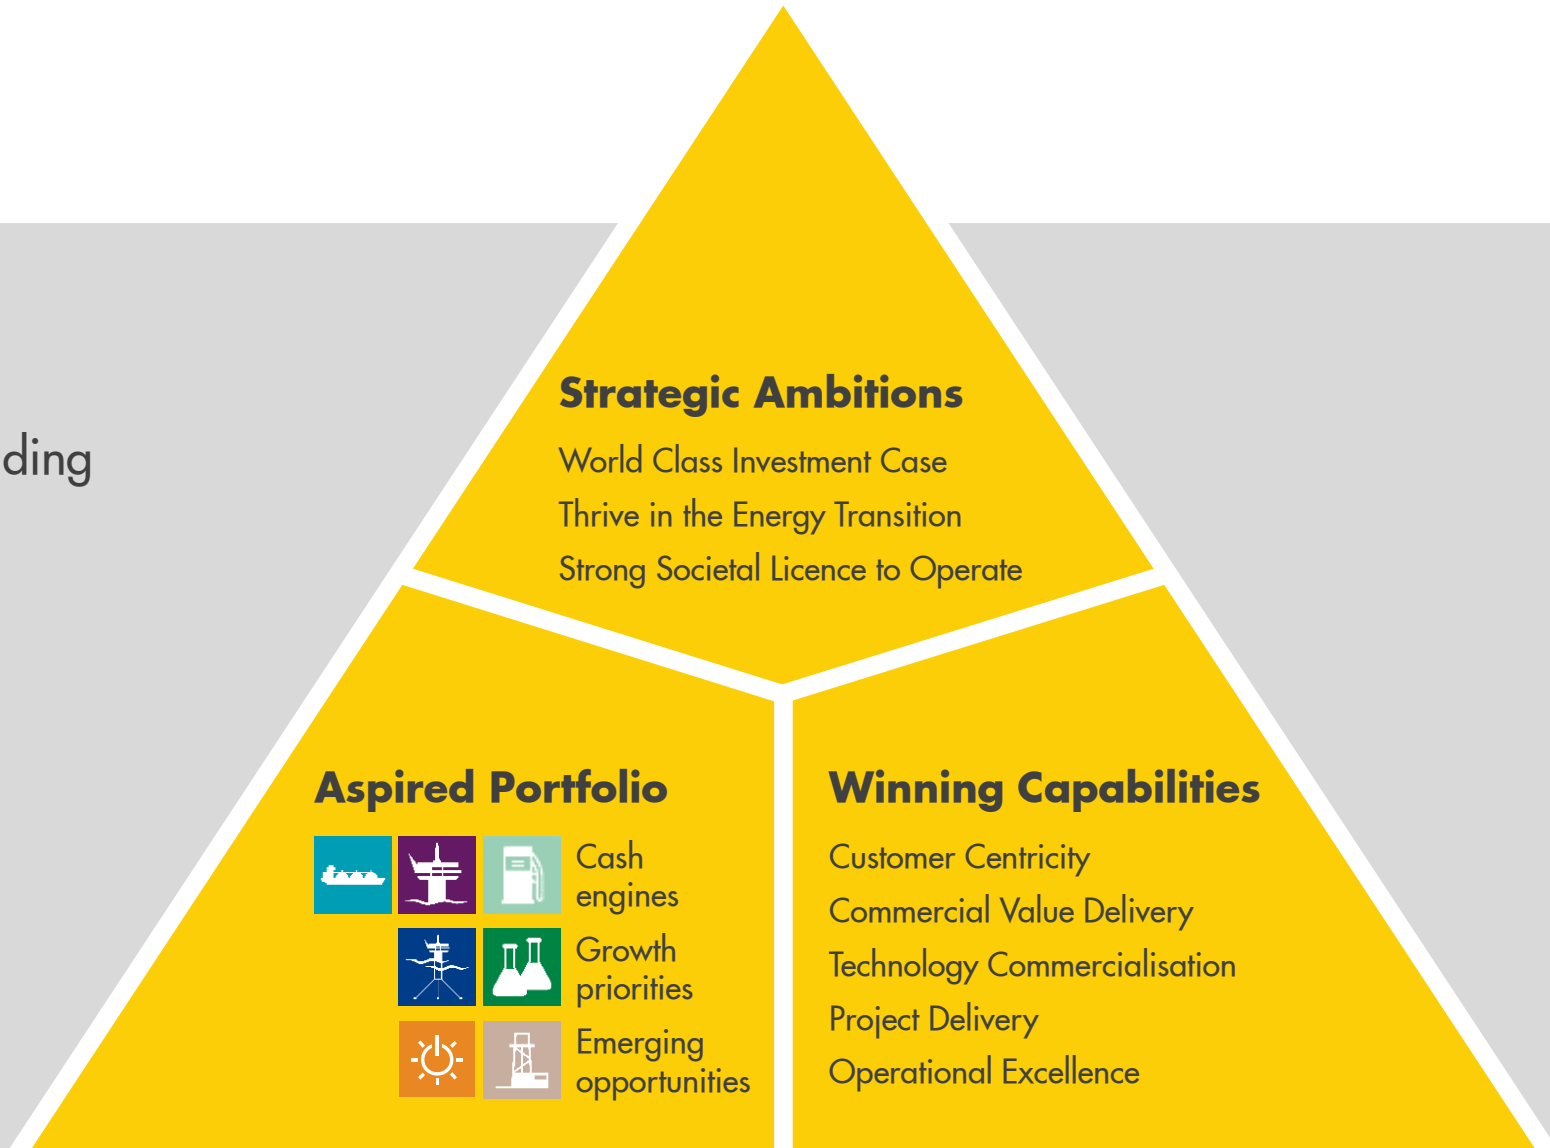 Strategic Ambitions
World Class Investment Case
ding
Thrive in the Energy Transition
Strong Societal Licence to Operate
Aspired Portfolio
Cash
engines
Growth
priorities
Emerging
opportunities
Winning Capabilities
Customer Centricity
Commercial Value Delivery
Technology Commercialisation
Project Delivery
Operational Excellence